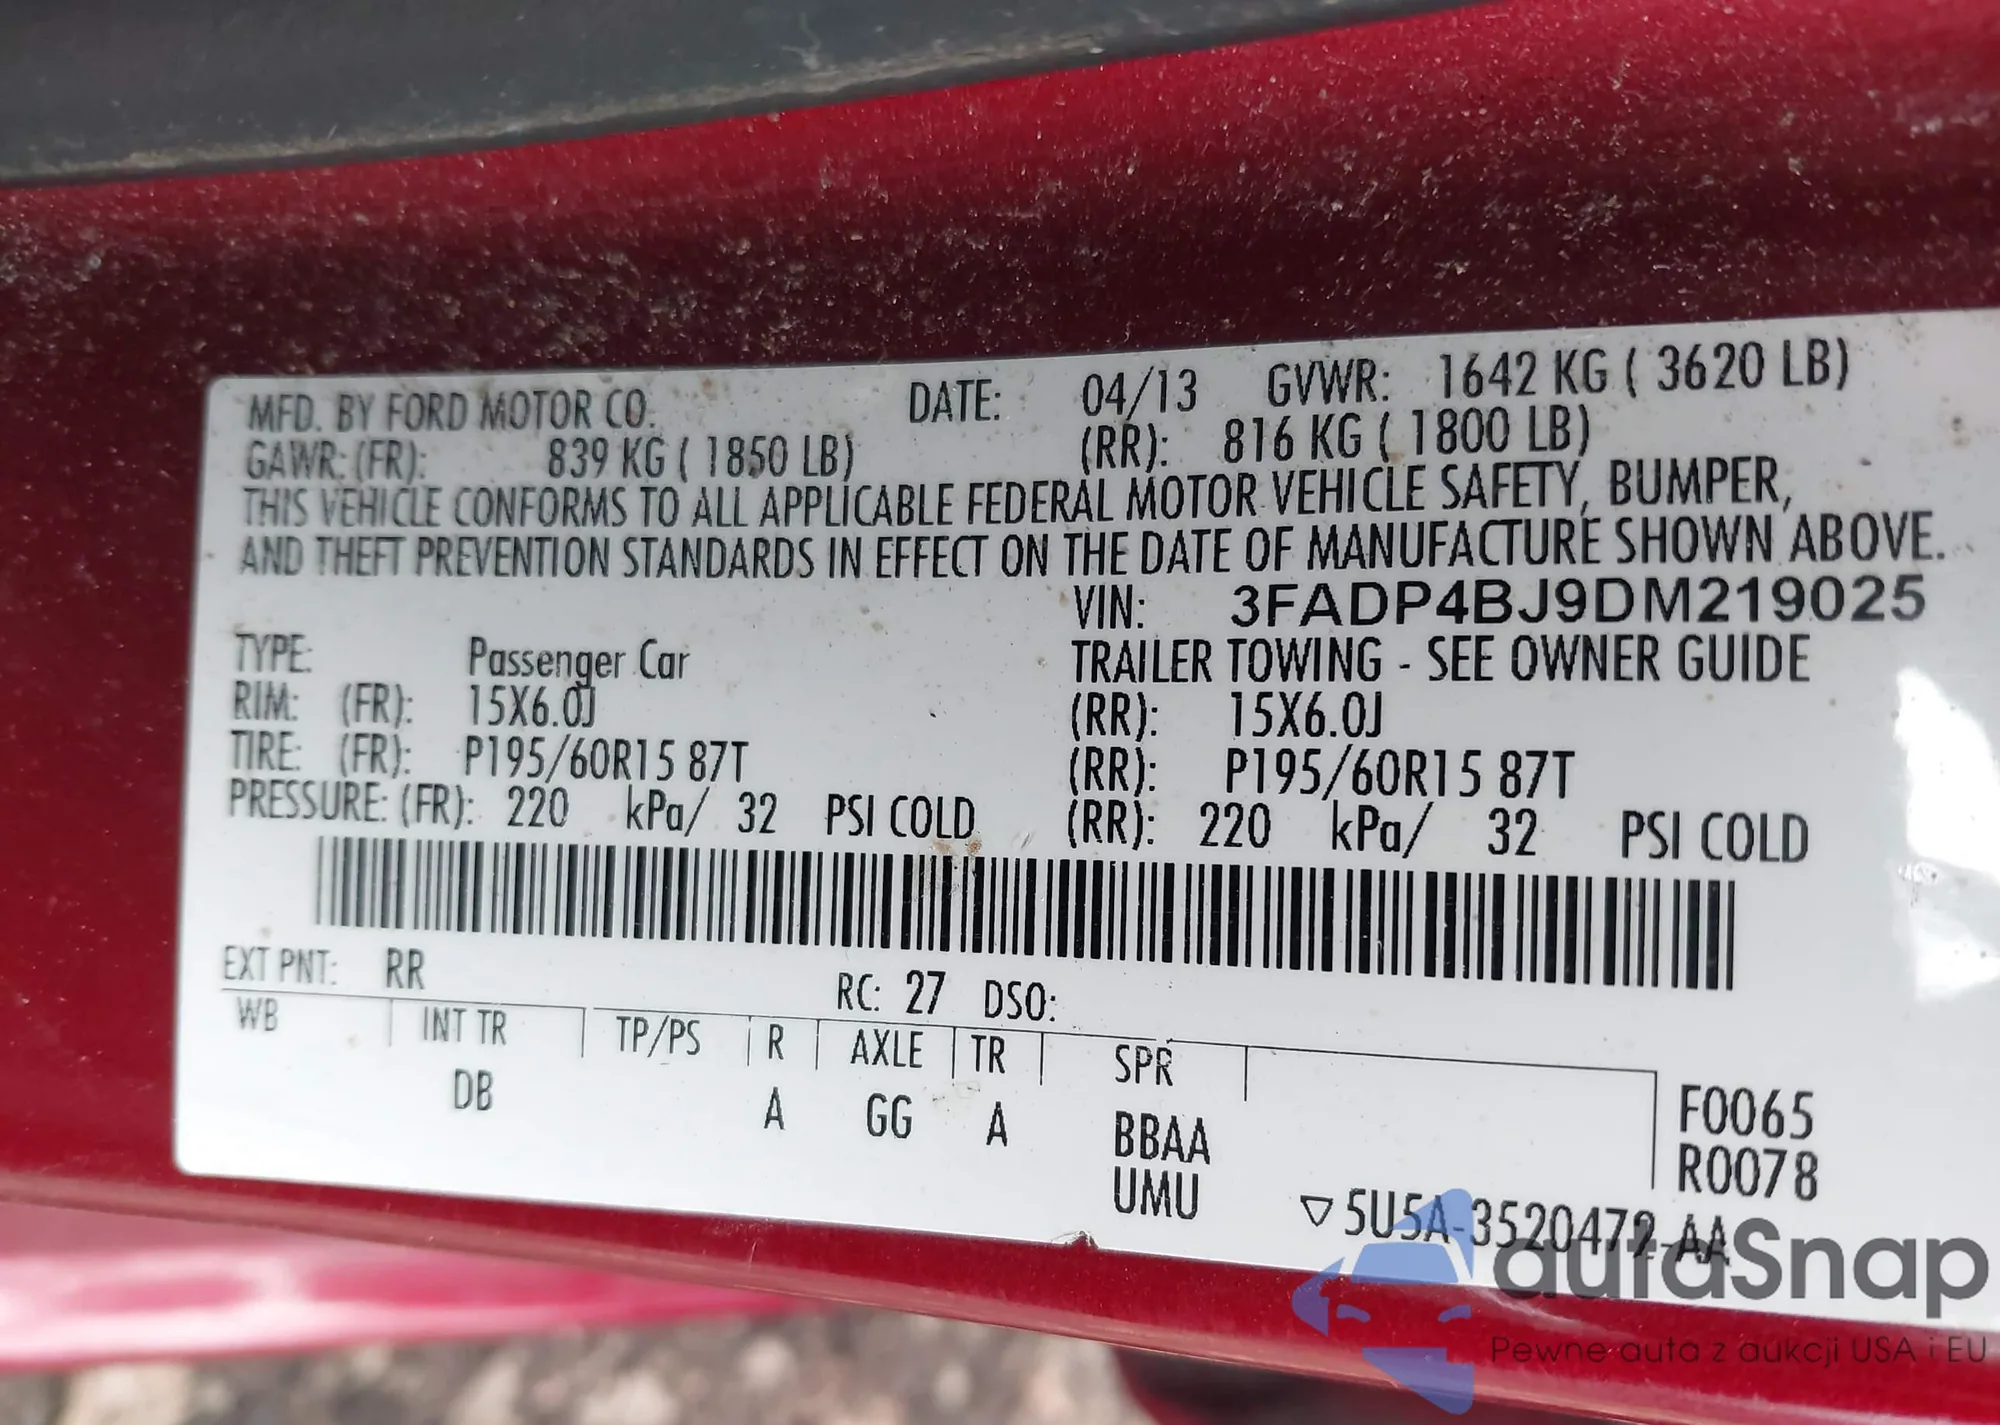 MFD. BY FORD MOTOR CO. DATE: 04/13 GVWR: 1642 KG ( 3620 LB)
GAWR: (FR): 839 KG ( 1850 LB) (RR): 816 KG ( 1800 LB)
THIS VEHICLE CONFORMS TO ALL APPLICABLE FEDERAL MOTOR VEHICLE SAFETY, BUMPER,
AND THEFT PREVENTION STANDARDS IN EFFECT ON THE DATE OF MANUFACTURE SHOWN ABOVE.
VIN: 3FADP4BJ9DM219025
TYPE: Passenger Car TRAILER TOWING - SEE OWNER GUIDE
RIM: (FR): 15X6.0J (RR): 15X6.0J
TIRE: (FR): P195/60R15 87T (RR): P195/60R15 87T
PRESSURE: (FR): 220 kPa/ 32 PSI COLD (RR): 220 kPa/ 32 PSI COLD
EXT PNT: RR RC: 27 DSO:
WB INT TR TP/PS R AXLE TR SPR
DB A GG A BBAA F0065
UMU R0078
▽5U5A-3520472-AA
autaSnap
Pewne auta z aukcji USA i EU